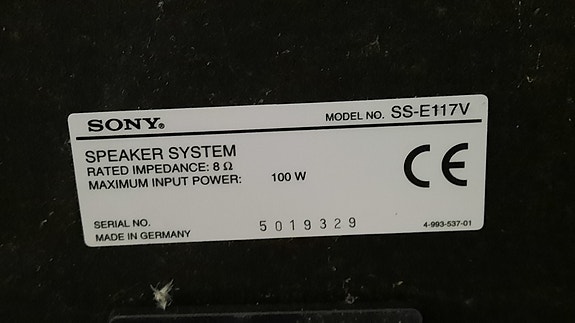 SONY® MODEL NO. SS-E117V
SPEAKER SYSTEM
RATED IMPEDANCE: 8 Ω
MAXIMUM INPUT POWER: 100 W
CE
SERIAL NO. 5019329
MADE IN GERMANY 4-993-537-01